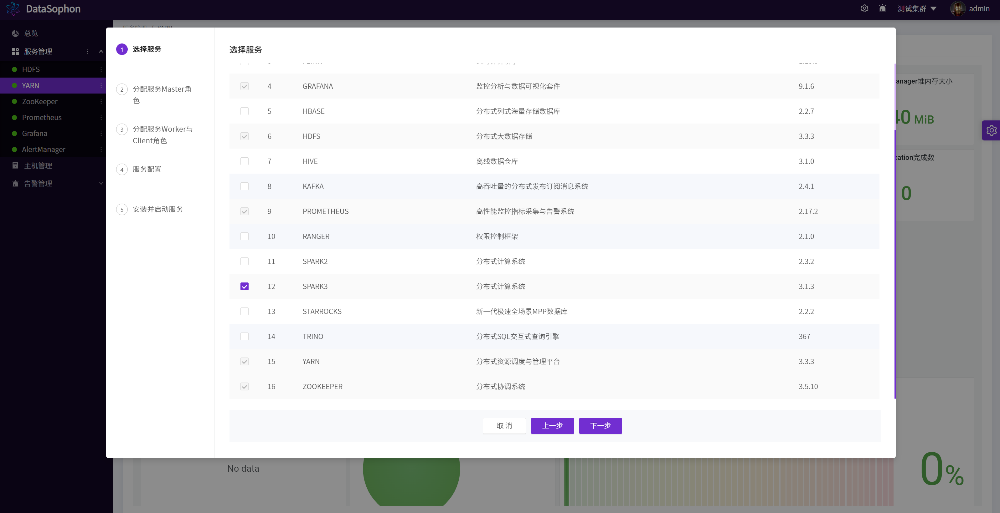 DataSophon
测试集群
admin
总览
服务管理
HDFS
YARN
ZooKeeper
Prometheus
Grafana
AlertManager
主机管理
告警管理
1 选择服务
2 分配服务Master角
色
3 分配服务Worker与
Client角色
4 服务配置
5 安装并启动服务
选择服务
4 GRAFANA 监控分析与数据可视化套件 9.1.6
5 HBASE 分布式列式海量存储数据库 2.2.7
6 HDFS 分布式大数据存储 3.3.3
7 HIVE 离线数据仓库 3.1.0
8 KAFKA 高吞吐量的分布式发布订阅消息系统 2.4.1
9 PROMETHEUS 高性能监控指标采集与告警系统 2.17.2
10 RANGER 权限控制框架 2.1.0
11 SPARK2 分布式计算系统 2.3.2
12 SPARK3 分布式计算系统 3.1.3
13 STARROCKS 新一代极速全场景MPP数据库 2.2.2
14 TRINO 分布式SQL交互式查询引擎 367
15 YARN 分布式资源调度与管理平台 3.3.3
16 ZOOKEEPER 分布式协调系统 3.5.10
取 消
上一步
下一步
anager堆内存大小
40 MiB
cation完成数
0
No data
0%